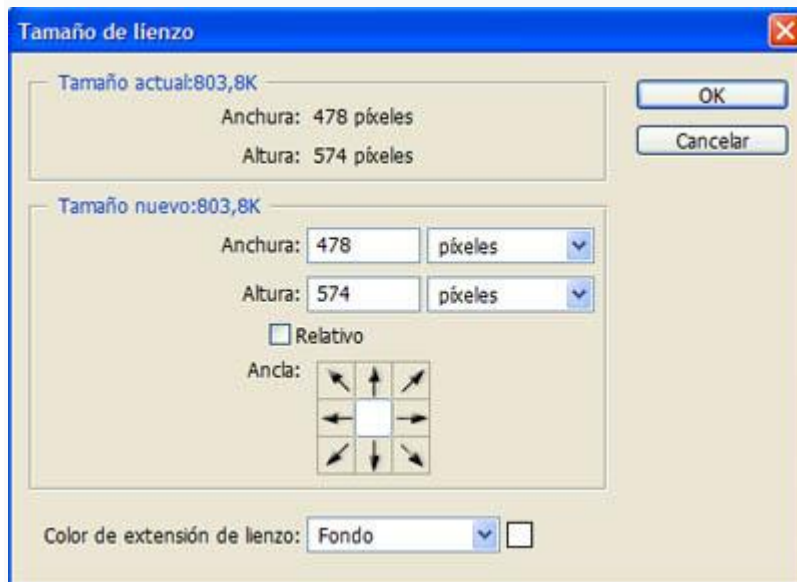 Tamaño de lienzo
Tamaño actual:803,8K
Anchura: 478 píxeles
Altura: 574 píxeles
OK
Cancelar
Tamaño nuevo:803,8K
Anchura: 478 píxeles
Altura: 574 píxeles
Relativo
Ancla:
Color de extensión de lienzo: Fondo